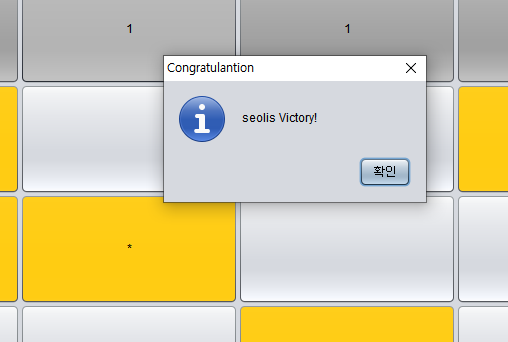 1
1
Congratulantion
seolis Victory!
확인
*